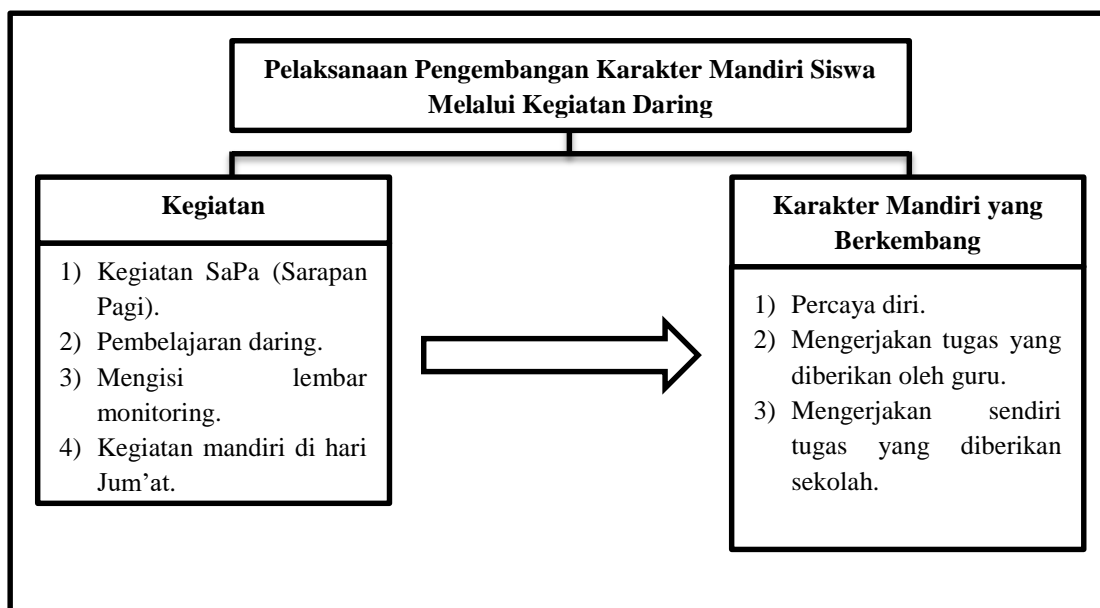 Pelaksanaan Pengembangan Karakter Mandiri Siswa
Melalui Kegiatan Daring
Kegiatan
1) Kegiatan SaPa (Sarapan
Pagi).
2) Pembelajaran daring.
3) Mengisi lembar
monitoring.
4) Kegiatan mandiri di hari
Jum’at.
Karakter Mandiri yang
Berkembang
1) Percaya diri.
2) Mengerjakan tugas yang
diberikan oleh guru.
3) Mengerjakan sendiri
tugas yang diberikan
sekolah.